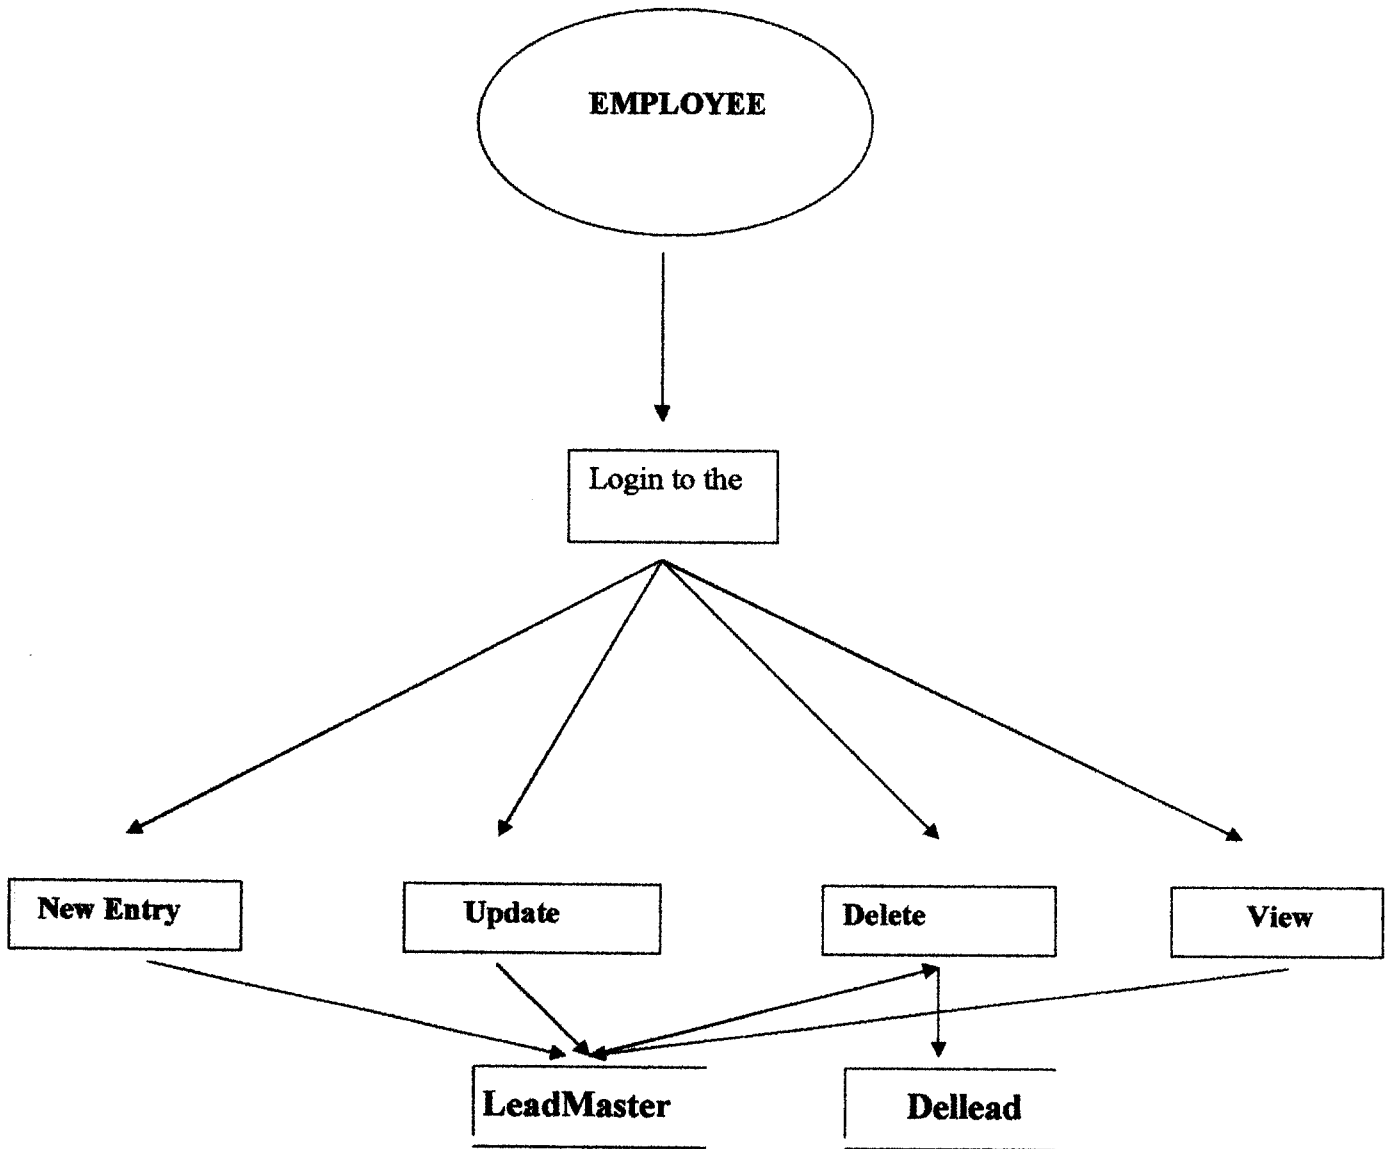 EMPLOYEE
Login to the
New Entry
Update
Delete
View
LeadMaster
Dellead